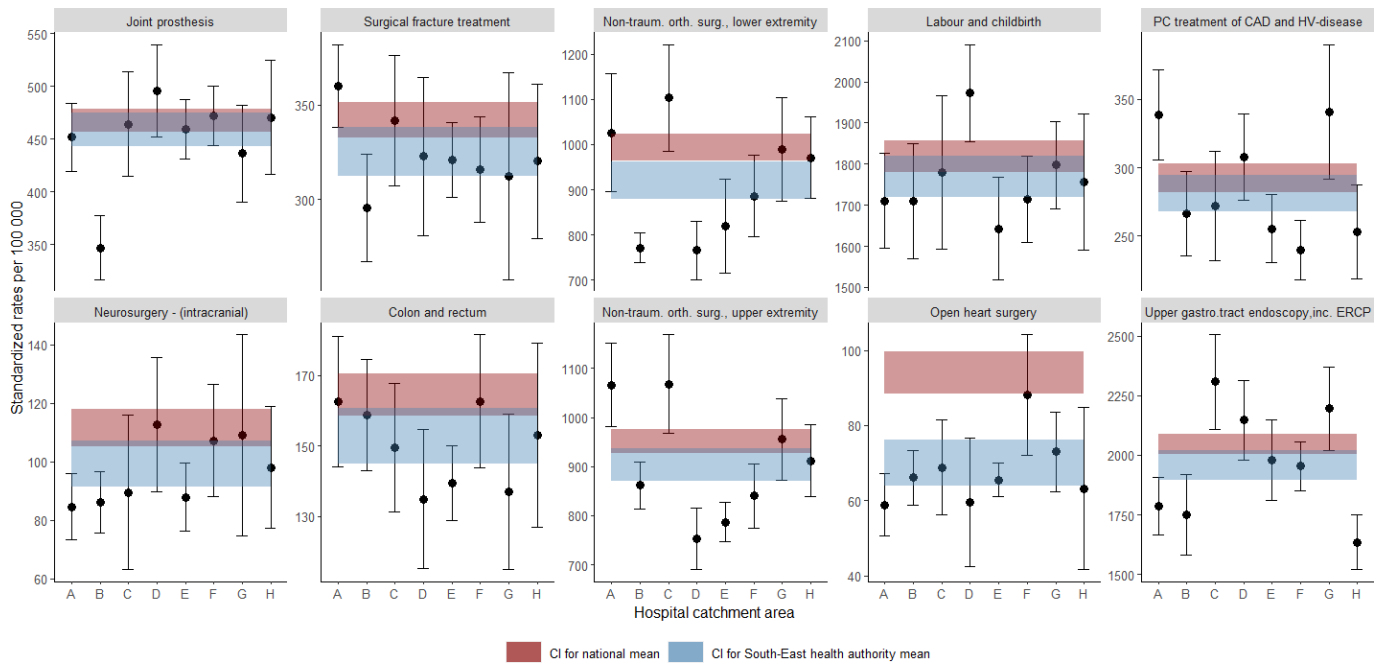 Joint prosthesis
Surgical fracture treatment
Non-traum. orth. surg., lower extremity
Labour and childbirth
PC treatment of CAD and HV-disease
550
500
450
400
350
350
300
1200
1100
1000
900
800
700
2100
2000
1900
1800
1700
1600
1500
350
300
250
Standardized rates per 100 000
Neurosurgery - (intracranial)
Colon and rectum
Non-traum. orth. surg., upper extremity
Open heart surgery
Upper gastro.tract endoscopy,inc. ERCP
140
120
100
80
60
170
150
130
1100
1000
900
800
700
100
80
60
40
2500
2250
2000
1750
1500
A B C D E F G H
A B C D E F G H
A B C D E F G H
A B C D E F G H
A B C D E F G H
Hospital catchment area
CI for national mean
CI for South-East health authority mean